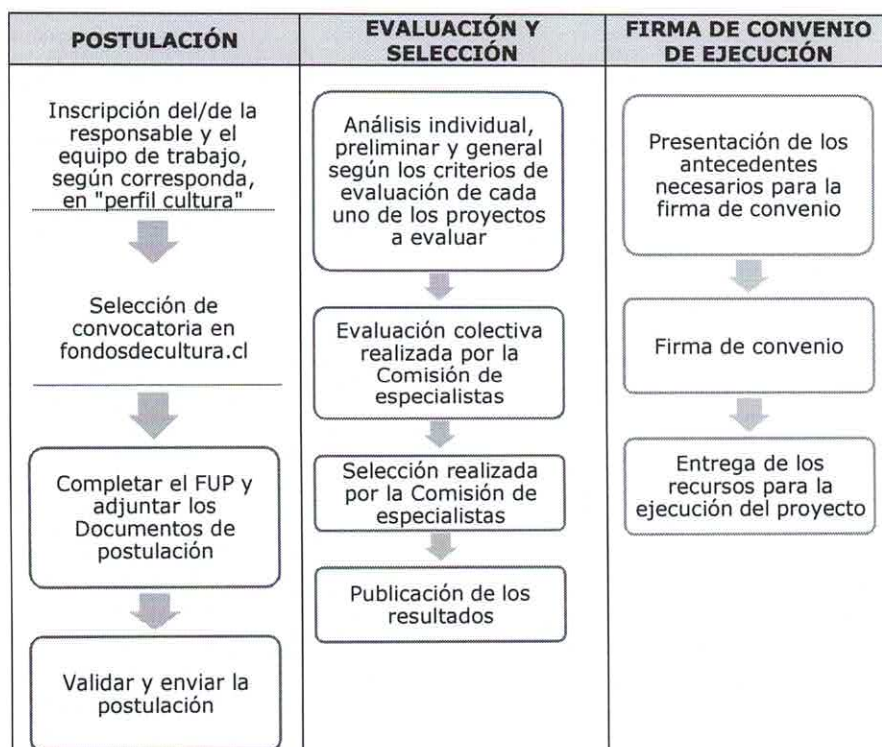 POSTULACIÓN
Inscripción del/de la
responsable y el
equipo de trabajo,
según corresponda,
en "perfil cultura"
Selección de
convocatoria en
fondosdecultura.cl
Completar el FUP y
adjuntar los
Documentos de
postulación
Validar y enviar la
postulación
EVALUACIÓN Y
SELECCIÓN
Análisis individual,
preliminar y general
según los criterios de
evaluación de cada
uno de los proyectos
a evaluar
Evaluación colectiva
realizada por la
Comisión de
especialistas
Selección realizada
por la Comisión de
especialistas
Publicación de los
resultados
FIRMA DE CONVENIO
DE EJECUCIÓN
Presentación de los
antecedentes
necesarios para la
firma de convenio
Firma de convenio
Entrega de los
recursos para la
ejecución del proyecto